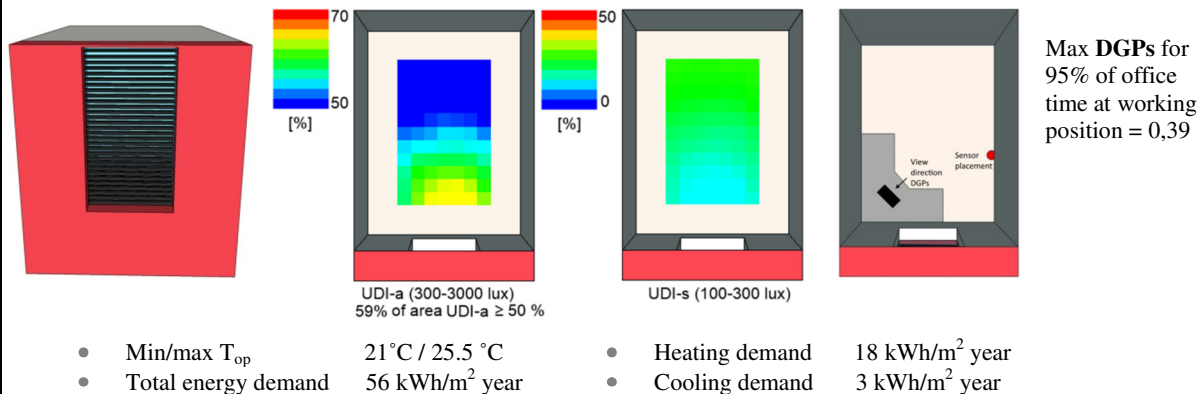 70
50
[%]
50
0
[%]
UDI-a (300-3000 lux)
59% of area UDI-a ≥ 50 %
UDI-s (100-300 lux)
View
direction
DGPs
Sensor
placement
Max DGPs for
95% of office
time at working
position = 0,39
Min/max Top 21˚C / 25.5 ˚C
Heating demand 18 kWh/m² year
Total energy demand 56 kWh/m² year
Cooling demand 3 kWh/m² year